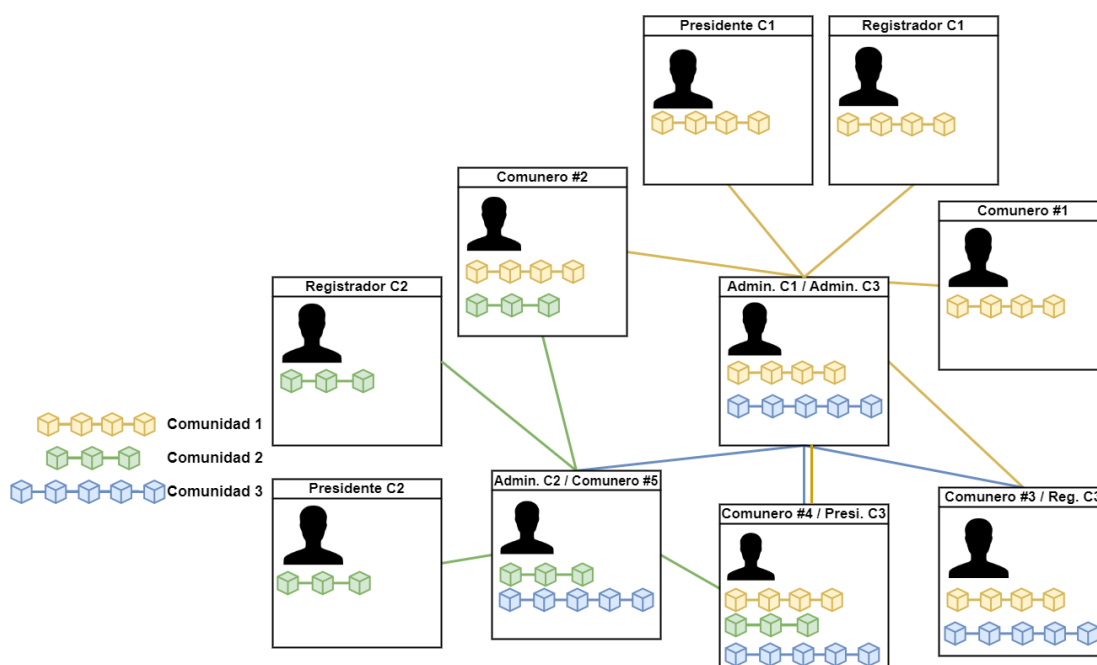 Presidente C1
Registrador C1
Comunero #2
Comunero #1
Registrador C2
Admin. C1 / Admin. C3
Comunidad 1
Comunidad 2
Comunidad 3
Presidente C2
Admin. C2 / Comunero #5
Comunero #4 / Presi. C3
Comunero #3 / Reg. C3